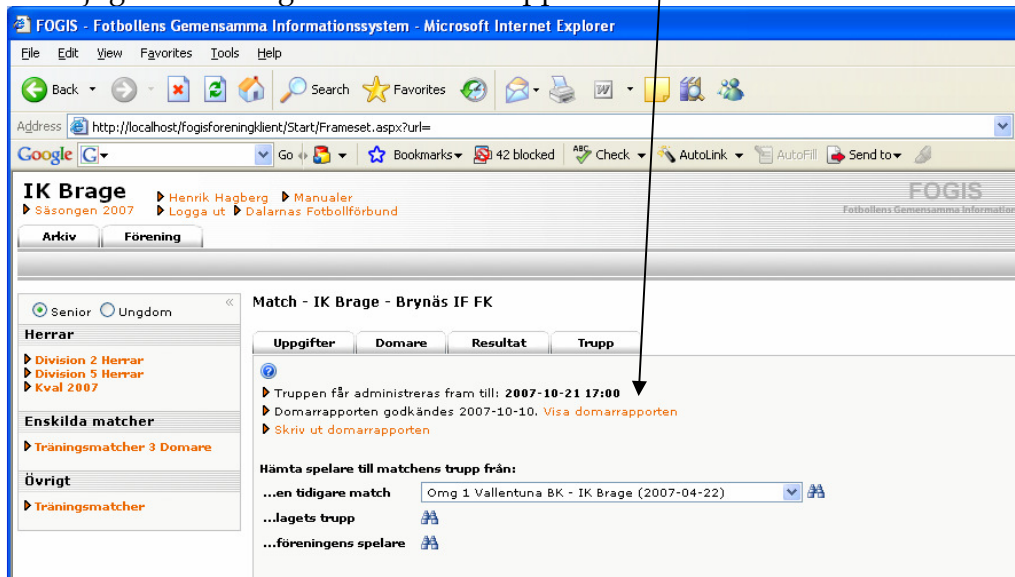 FOGIS - Fotbollens Gemensamma Informationssystem - Microsoft Internet Explorer
File Edit View Favorites Tools Help
Back Search Favorites
Address http://localhost/fogisforeningklient/Start/Frameset.aspx?url=
Google G Go Bookmarks 42 blocked ABC Check AutoLink AutoFill Send to
IK Brage Henrik Hagberg Manualer FOGIS
Säsongen 2007 Logga ut Dalarnas Fotbollförbund Fotbollens Gemensamma Information
Arkiv Förening
Senior Ungdom «
Herrar
Division 2 Herrar
Division 5 Herrar
Kval 2007
Enskilda matcher
Träningsmatcher 3 Domare
Övrigt
Träningsmatcher
Match - IK Brage - Brynäs IF FK
Uppgifter Domare Resultat Trupp
Truppen får administreras fram till: 2007-10-21 17:00
Domarrapporten godkändes 2007-10-10. Visa domarrapporten
Skriv ut domarrapporten
Hämta spelare till matchens trupp från:
...en tidigare match Omg 1 Vallentuna BK - IK Brage (2007-04-22)
...lagets trupp
...föreningens spelare